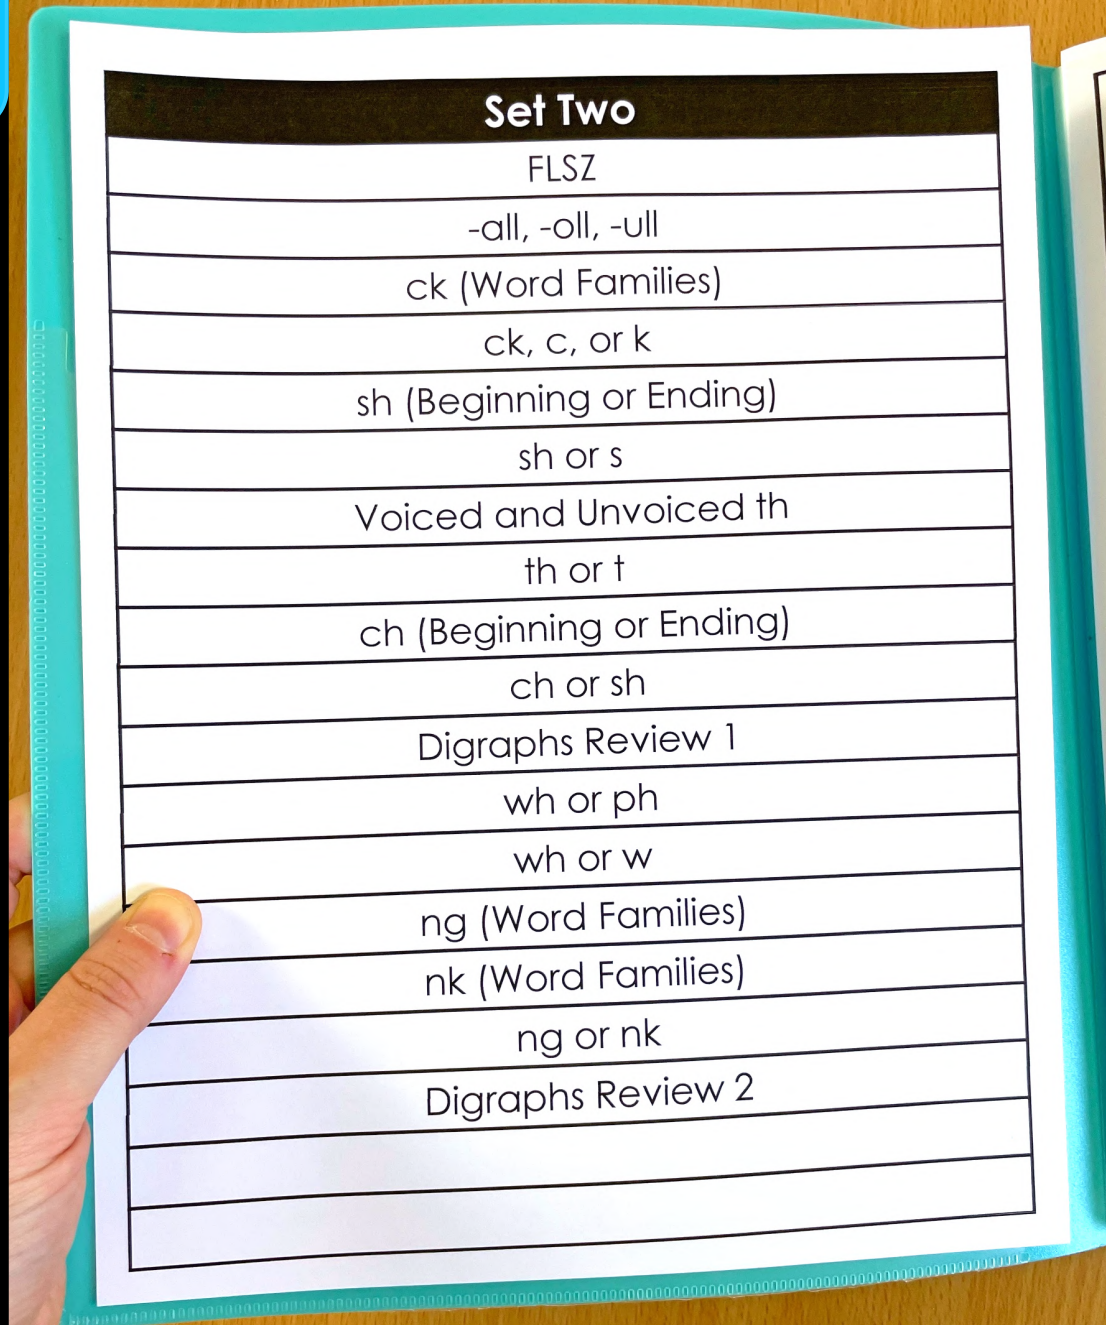 Set Two
FLSZ
-all, -oll, -ull
ck (Word Families)
ck, c, or k
sh (Beginning or Ending)
sh or s
Voiced and Unvoiced th
th or t
ch (Beginning or Ending)
ch or sh
Digraphs Review 1
wh or ph
wh or w
ng (Word Families)
nk (Word Families)
ng or nk
Digraphs Review 2